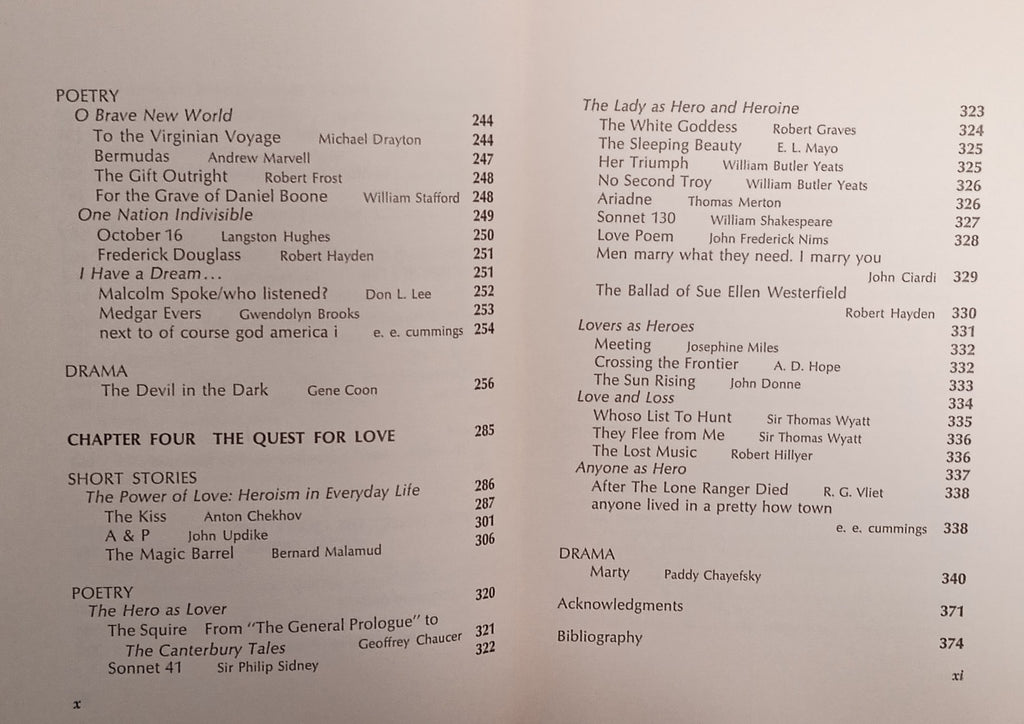 POETRY
O Brave New World 244
To the Virginian Voyage Michael Drayton 244
Bermudas Andrew Marvell 247
The Gift Outright Robert Frost 248
For the Grave of Daniel Boone William Stafford 248
One Nation Indivisible 249
October 16 Langston Hughes 250
Frederick Douglass Robert Hayden 251
I Have a Dream... 251
Malcolm Spoke/who listened? Don L. Lee 252
Medgar Evers Gwendolyn Brooks 253
next to of course god america i e. e. cummings 254
DRAMA
The Devil in the Dark Gene Coon 256
CHAPTER FOUR THE QUEST FOR LOVE 285
SHORT STORIES
The Power of Love: Heroism in Everyday Life 286
The Kiss Anton Chekhov 287
A & P John Updike 301
The Magic Barrel Bernard Malamud 306
POETRY
The Hero as Lover 320
The Squire From "The General Prologue" to
The Canterbury Tales Geoffrey Chaucer 321
Sonnet 41 Sir Philip Sidney 322
x
The Lady as Hero and Heroine 323
The White Goddess Robert Graves 324
The Sleeping Beauty E. L. Mayo 325
Her Triumph William Butler Yeats 325
No Second Troy William Butler Yeats 326
Ariadne Thomas Merton 326
Sonnet 130 William Shakespeare 327
Love Poem John Frederick Nims 328
Men marry what they need. I marry you
John Ciardi 329
The Ballad of Sue Ellen Westerfield
Robert Hayden 330
Lovers as Heroes 331
Meeting Josephine Miles 332
Crossing the Frontier A. D. Hope 332
The Sun Rising John Donne 333
Love and Loss 334
Whoso List To Hunt Sir Thomas Wyatt 335
They Flee from Me Sir Thomas Wyatt 336
The Lost Music Robert Hillyer 336
Anyone as Hero 337
After The Lone Ranger Died R. G. Vliet 338
anyone lived in a pretty how town
e. e. cummings 338
DRAMA
Marty Paddy Chayefsky 340
Acknowledgments 371
Bibliography 374
xi